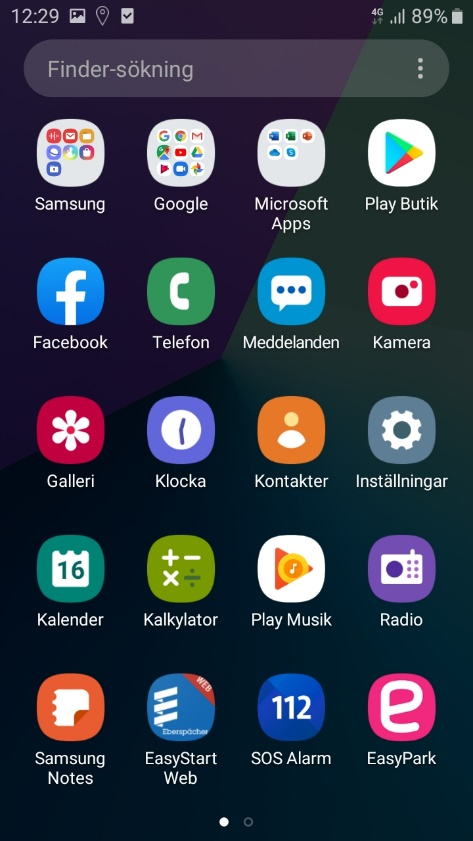 12:29
4G
89%
Finder-sökning
Samsung
Google
Microsoft
Apps
Play Butik
Facebook
Telefon
Meddelanden
Kamera
Galleri
Klocka
Kontakter
Inställningar
16
Kalender
Kalkylator
Play Musik
Radio
WEB
Eberspächer
112
Samsung
Notes
EasyStart
Web
SOS Alarm
EasyPark